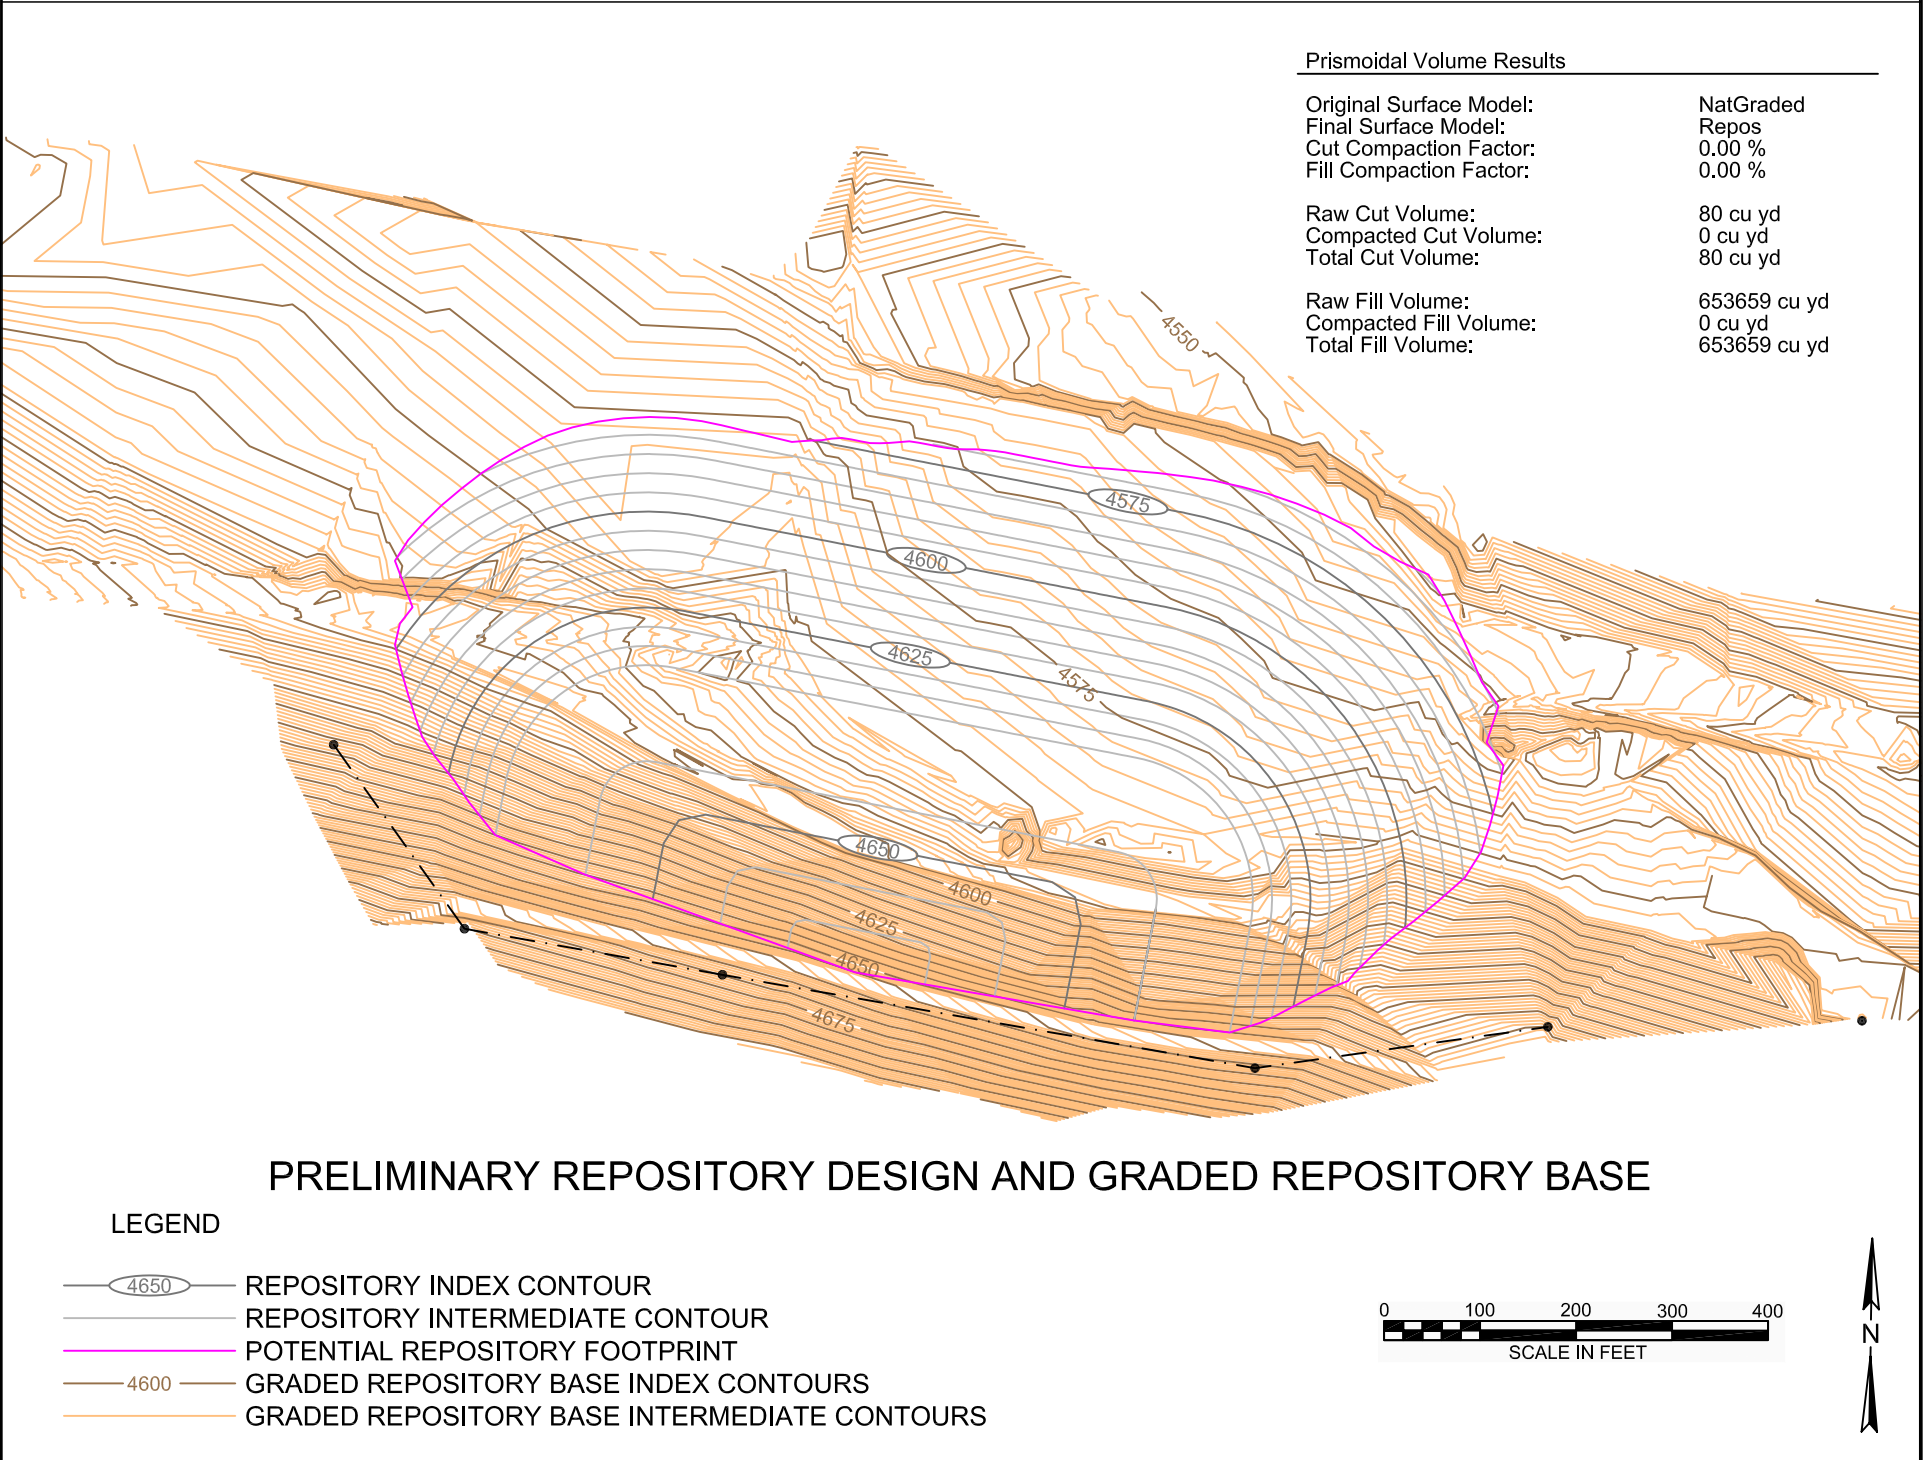 Prismoidal Volume Results
Original Surface Model: NatGraded
Final Surface Model: Repos
Cut Compaction Factor: 0.00 %
Fill Compaction Factor: 0.00 %
Raw Cut Volume: 80 cu yd
Compacted Cut Volume: 0 cu yd
Total Cut Volume: 80 cu yd
Raw Fill Volume: 653659 cu yd
Compacted Fill Volume: 0 cu yd
Total Fill Volume: 653659 cu yd
4550
4575
4600
4625
4575
4650
4600
4625
4650
4675
PRELIMINARY REPOSITORY DESIGN AND GRADED REPOSITORY BASE
LEGEND
4650 REPOSITORY INDEX CONTOUR
REPOSITORY INTERMEDIATE CONTOUR
POTENTIAL REPOSITORY FOOTPRINT
4600 GRADED REPOSITORY BASE INDEX CONTOURS
GRADED REPOSITORY BASE INTERMEDIATE CONTOURS
0 100 200 300 400
SCALE IN FEET
N